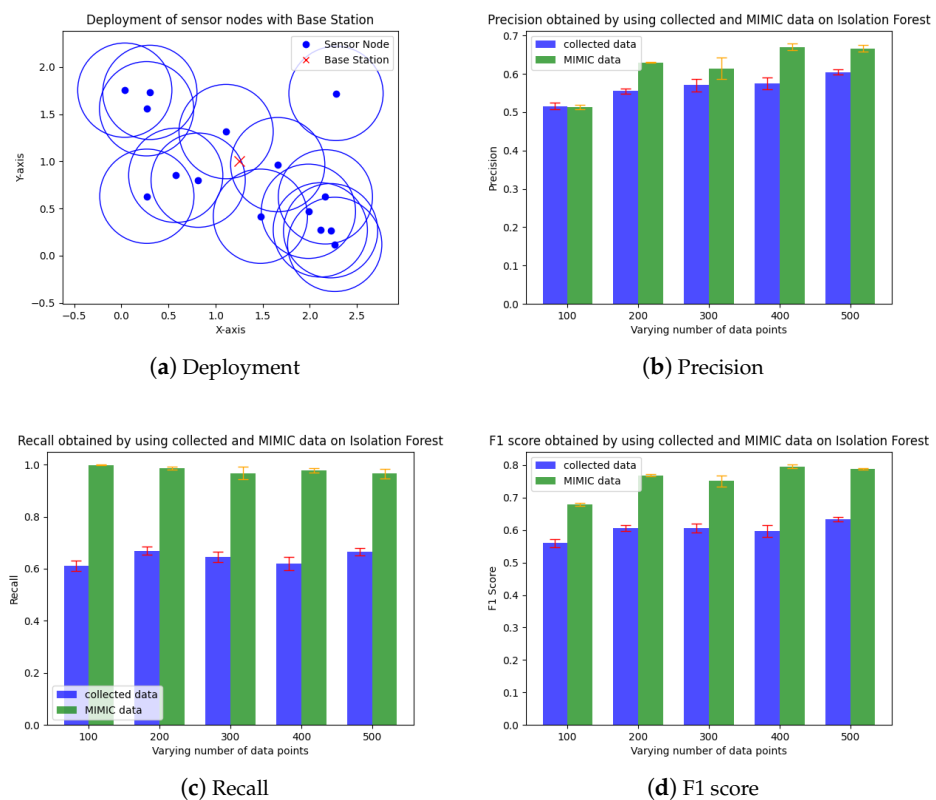 Deployment of sensor nodes with Base Station
Sensor Node
Base Station
Y-axis
2.0
1.5
1.0
0.5
0.0
−0.5
−0.5 0.0 0.5 1.0 1.5 2.0 2.5
X-axis
(a) Deployment
Precision obtained by using collected and MIMIC data on Isolation Forest
collected data
MIMIC data
Precision
0.7
0.6
0.5
0.4
0.3
0.2
0.1
0.0
100 200 300 400 500
Varying number of data points
(b) Precision
Recall obtained by using collected and MIMIC data on Isolation Forest
Recall
1.0
0.8
0.6
0.4
0.2
0.0
collected data
MIMIC data
100 200 300 400 500
Varying number of data points
(c) Recall
F1 score obtained by using collected and MIMIC data on Isolation Forest
collected data
MIMIC data
F1 Score
0.8
0.7
0.6
0.5
0.4
0.3
0.2
0.1
0.0
100 200 300 400 500
Varying number of data points
(d) F1 score